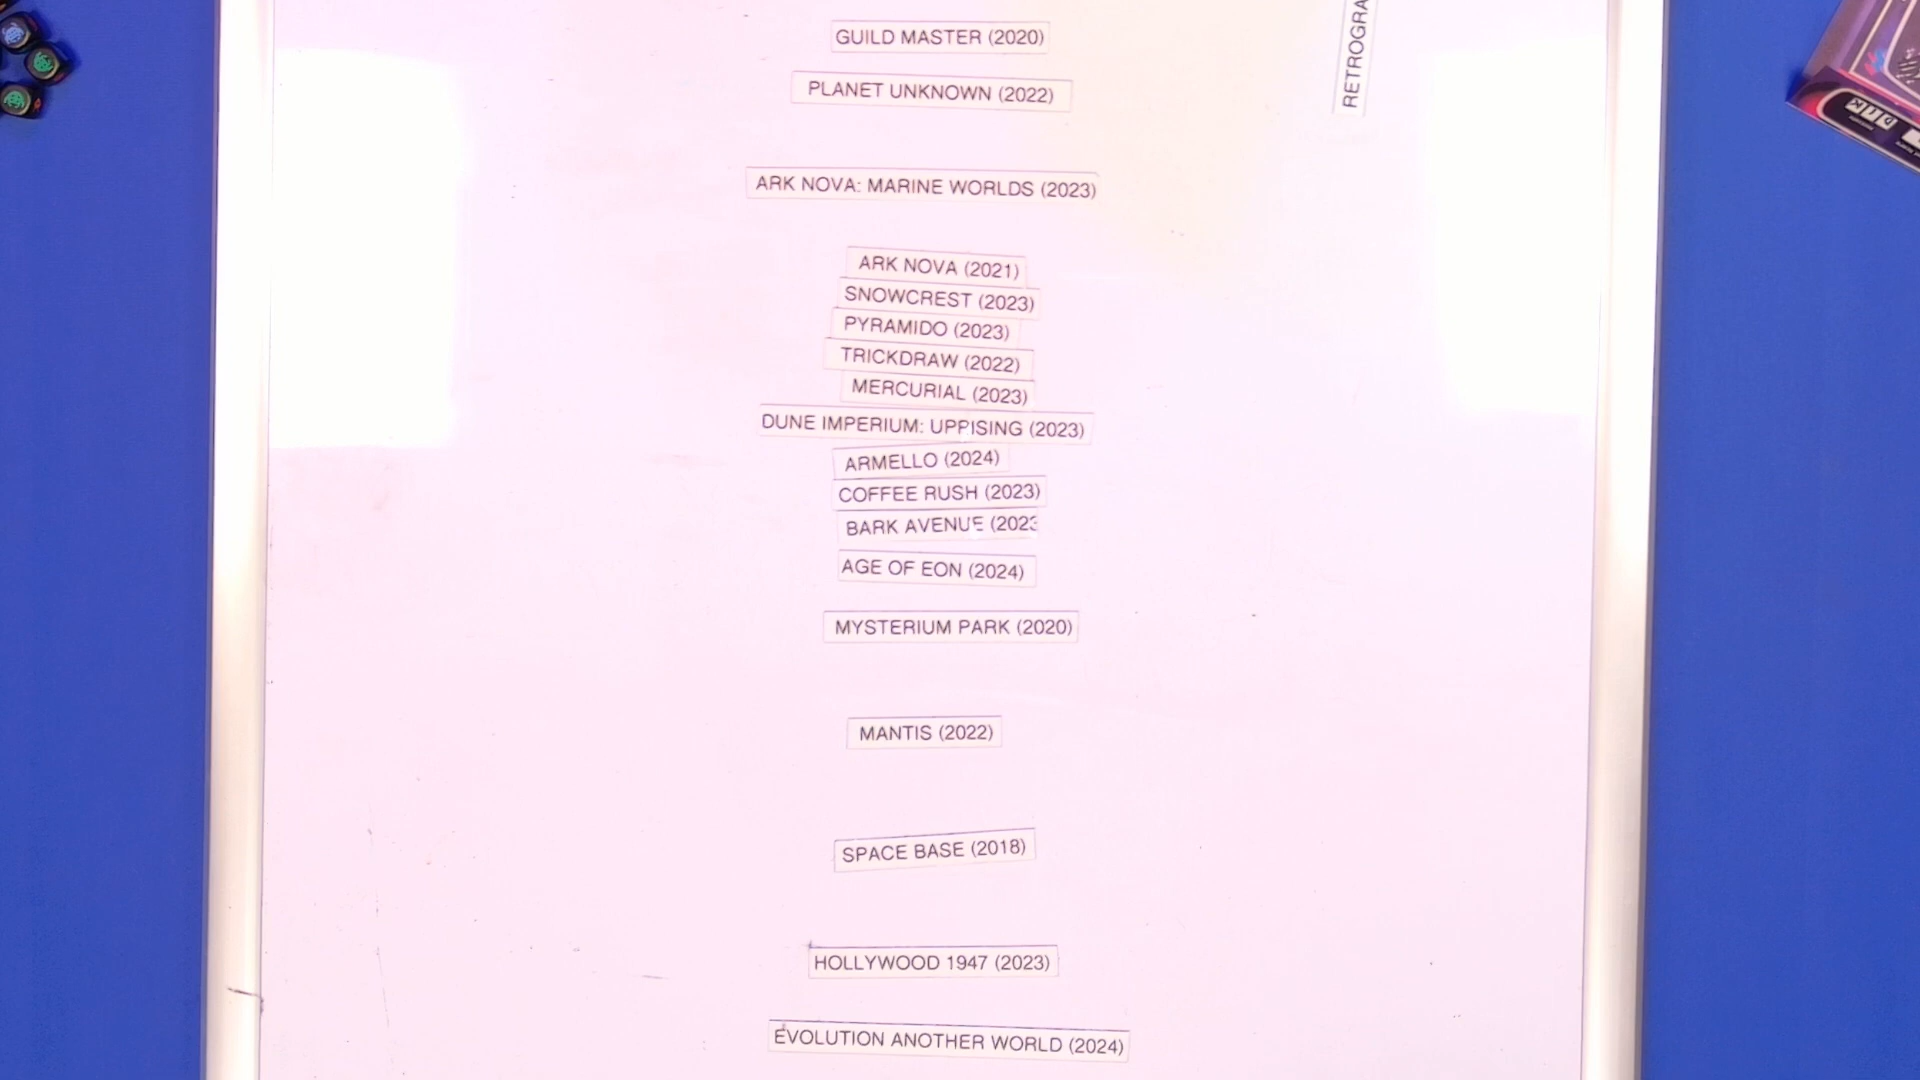 GUILD MASTER (2020)
PLANET UNKNOWN (2022)
ARK NOVA: MARINE WORLDS (2023)
ARK NOVA (2021)
SNOWCREST (2023)
PYRAMIDO (2023)
TRICKDRAW (2022)
MERCURIAL (2023)
DUNE IMPERIUM: UPPISING (2023)
ARMELLO (2024)
COFFEE RUSH (2023)
BARK AVENUE (2023
AGE OF EON (2024)
MYSTERIUM PARK (2020)
MANTIS (2022)
SPACE BASE (2018)
HOLLYWOOD 1947 (2023)
EVOLUTION ANOTHER WORLD (2024)
RETROGRA